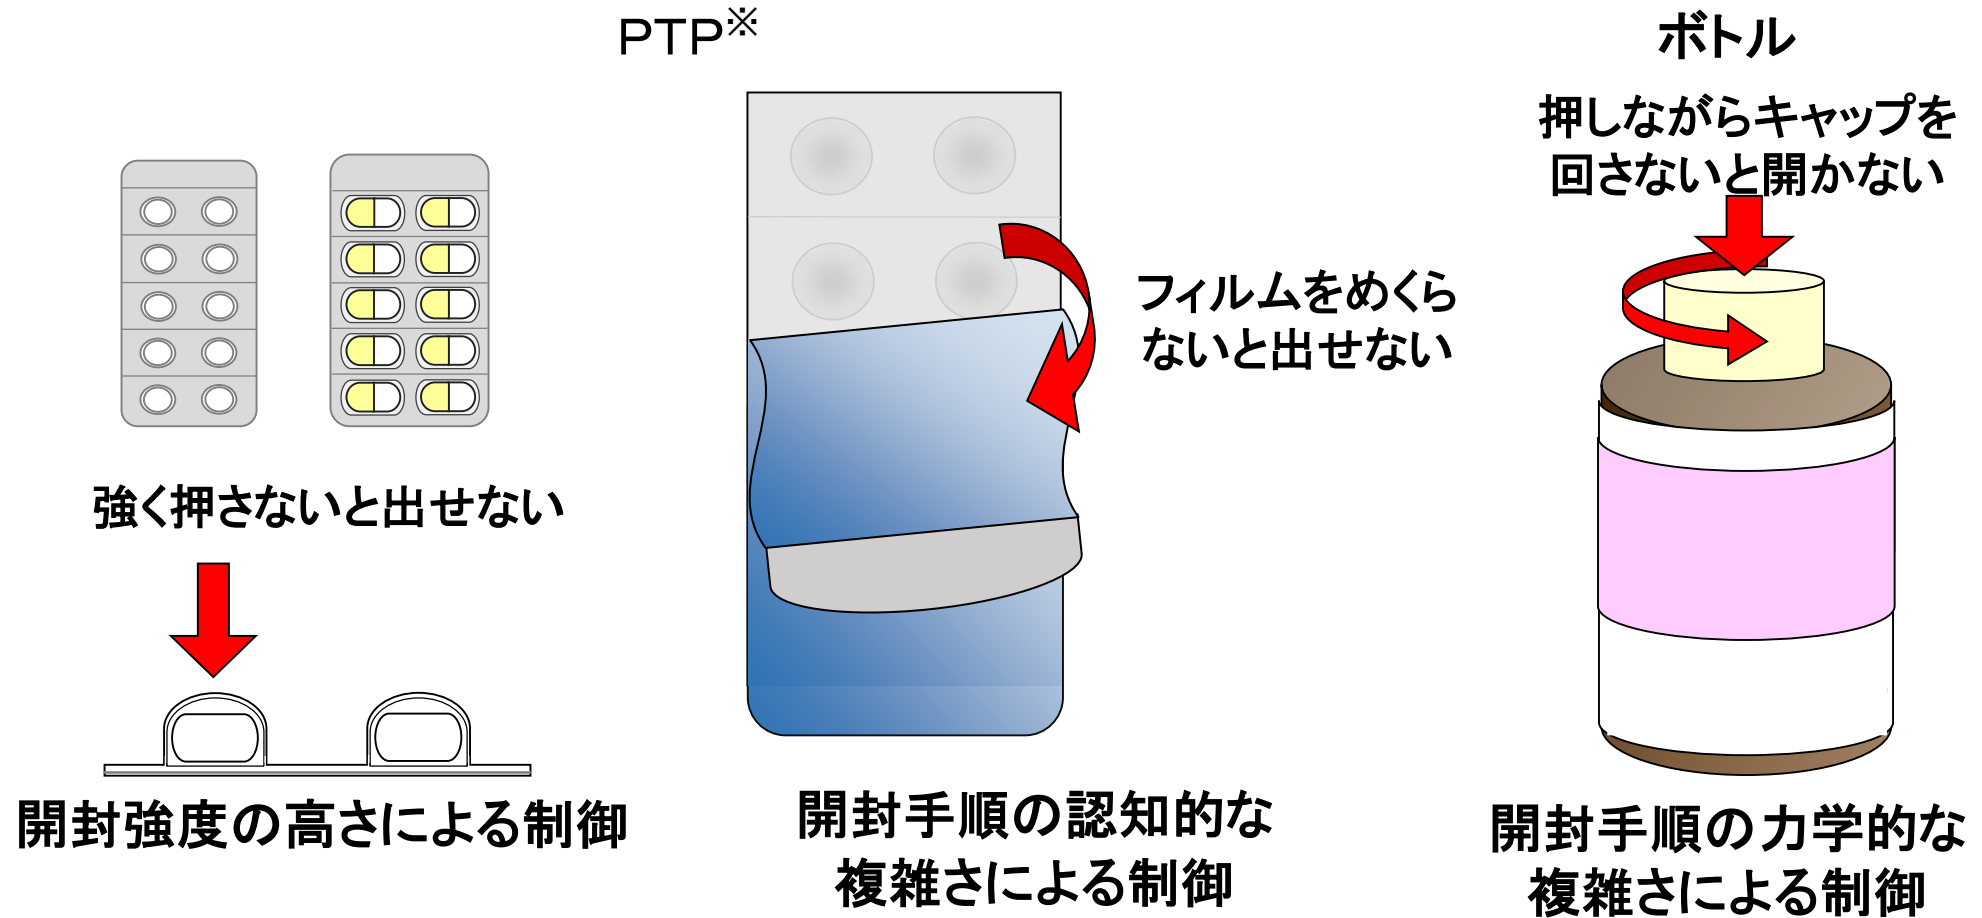 PTP※
強く押さないと出せない
開封強度の高さによる制御
フィルムをめくら
ないと出せない
開封手順の認知的な
複雑さによる制御
ボトル
押しながらキャップを
回さないと開かない
開封手順の力学的な
複雑さによる制御